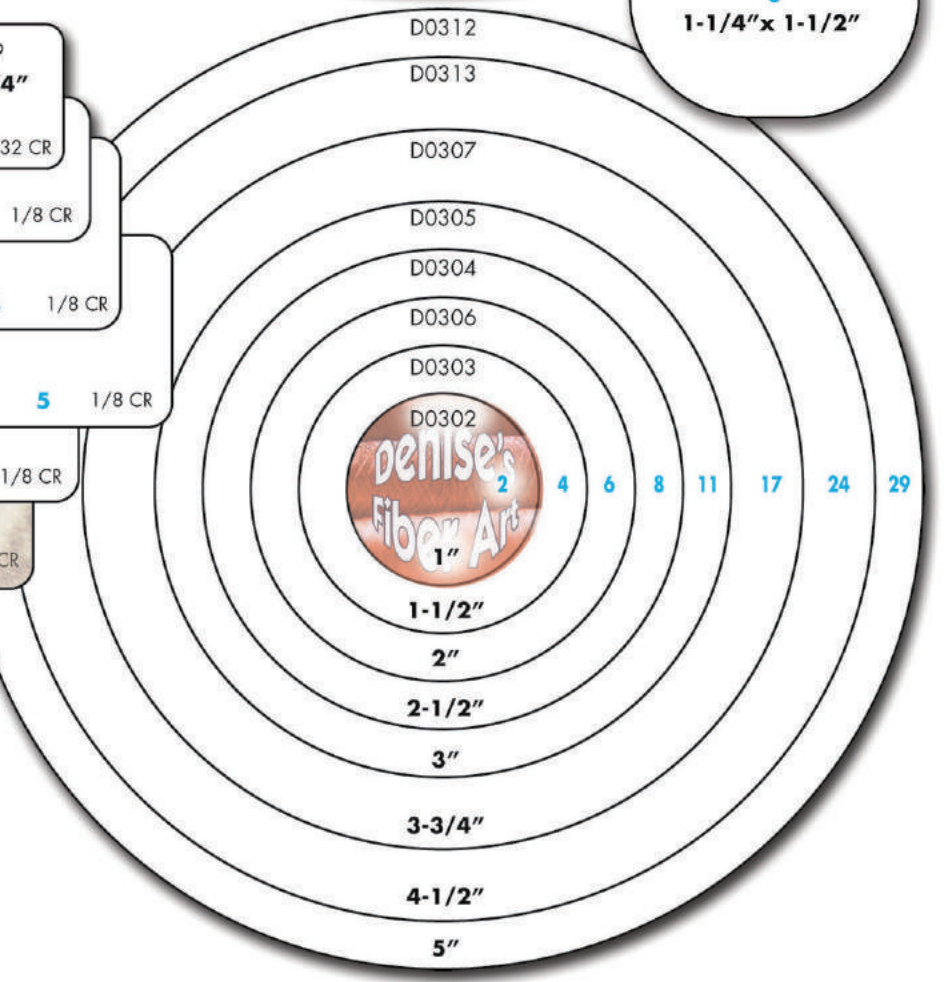 D0312
1-1/4”x 1-1/2”
4”
D0313
32 CR
D0307
1/8 CR
D0305
D0304
1/8 CR
D0306
D0303
5 1/8 CR
D0302
Denise's
1/8 CR
2 4 6 8 11 17 24 29
Fiber Art
CR
1”
1-1/2”
2”
2-1/2”
3”
3-3/4”
4-1/2”
5”